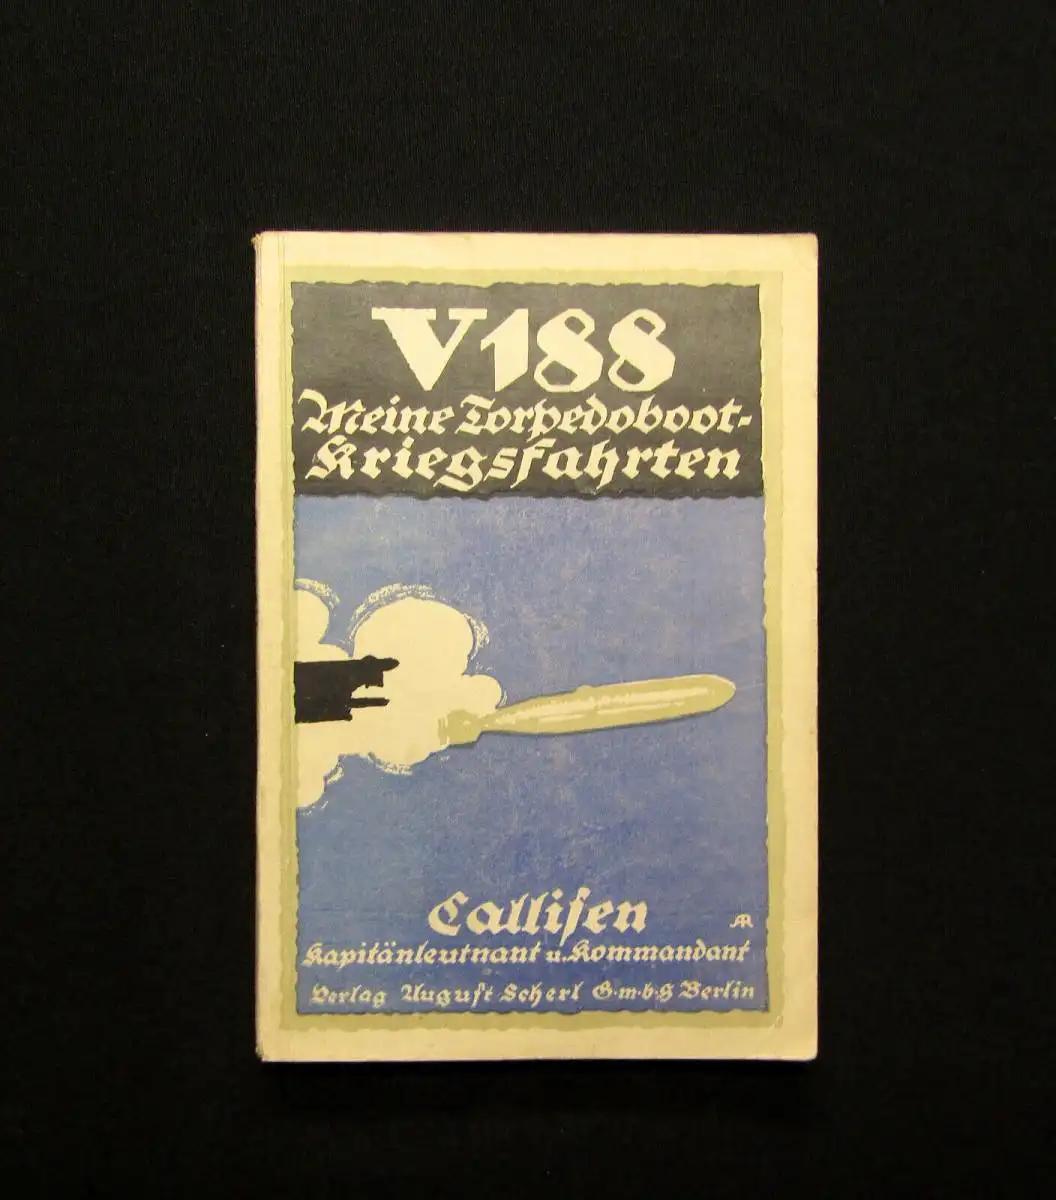 V188
Meine Torpedoboot-
Kriegsfahrten
Callisen
Kapitänleutnant u. Kommandant
Verlag August Scherl G·m·b·H Berlin